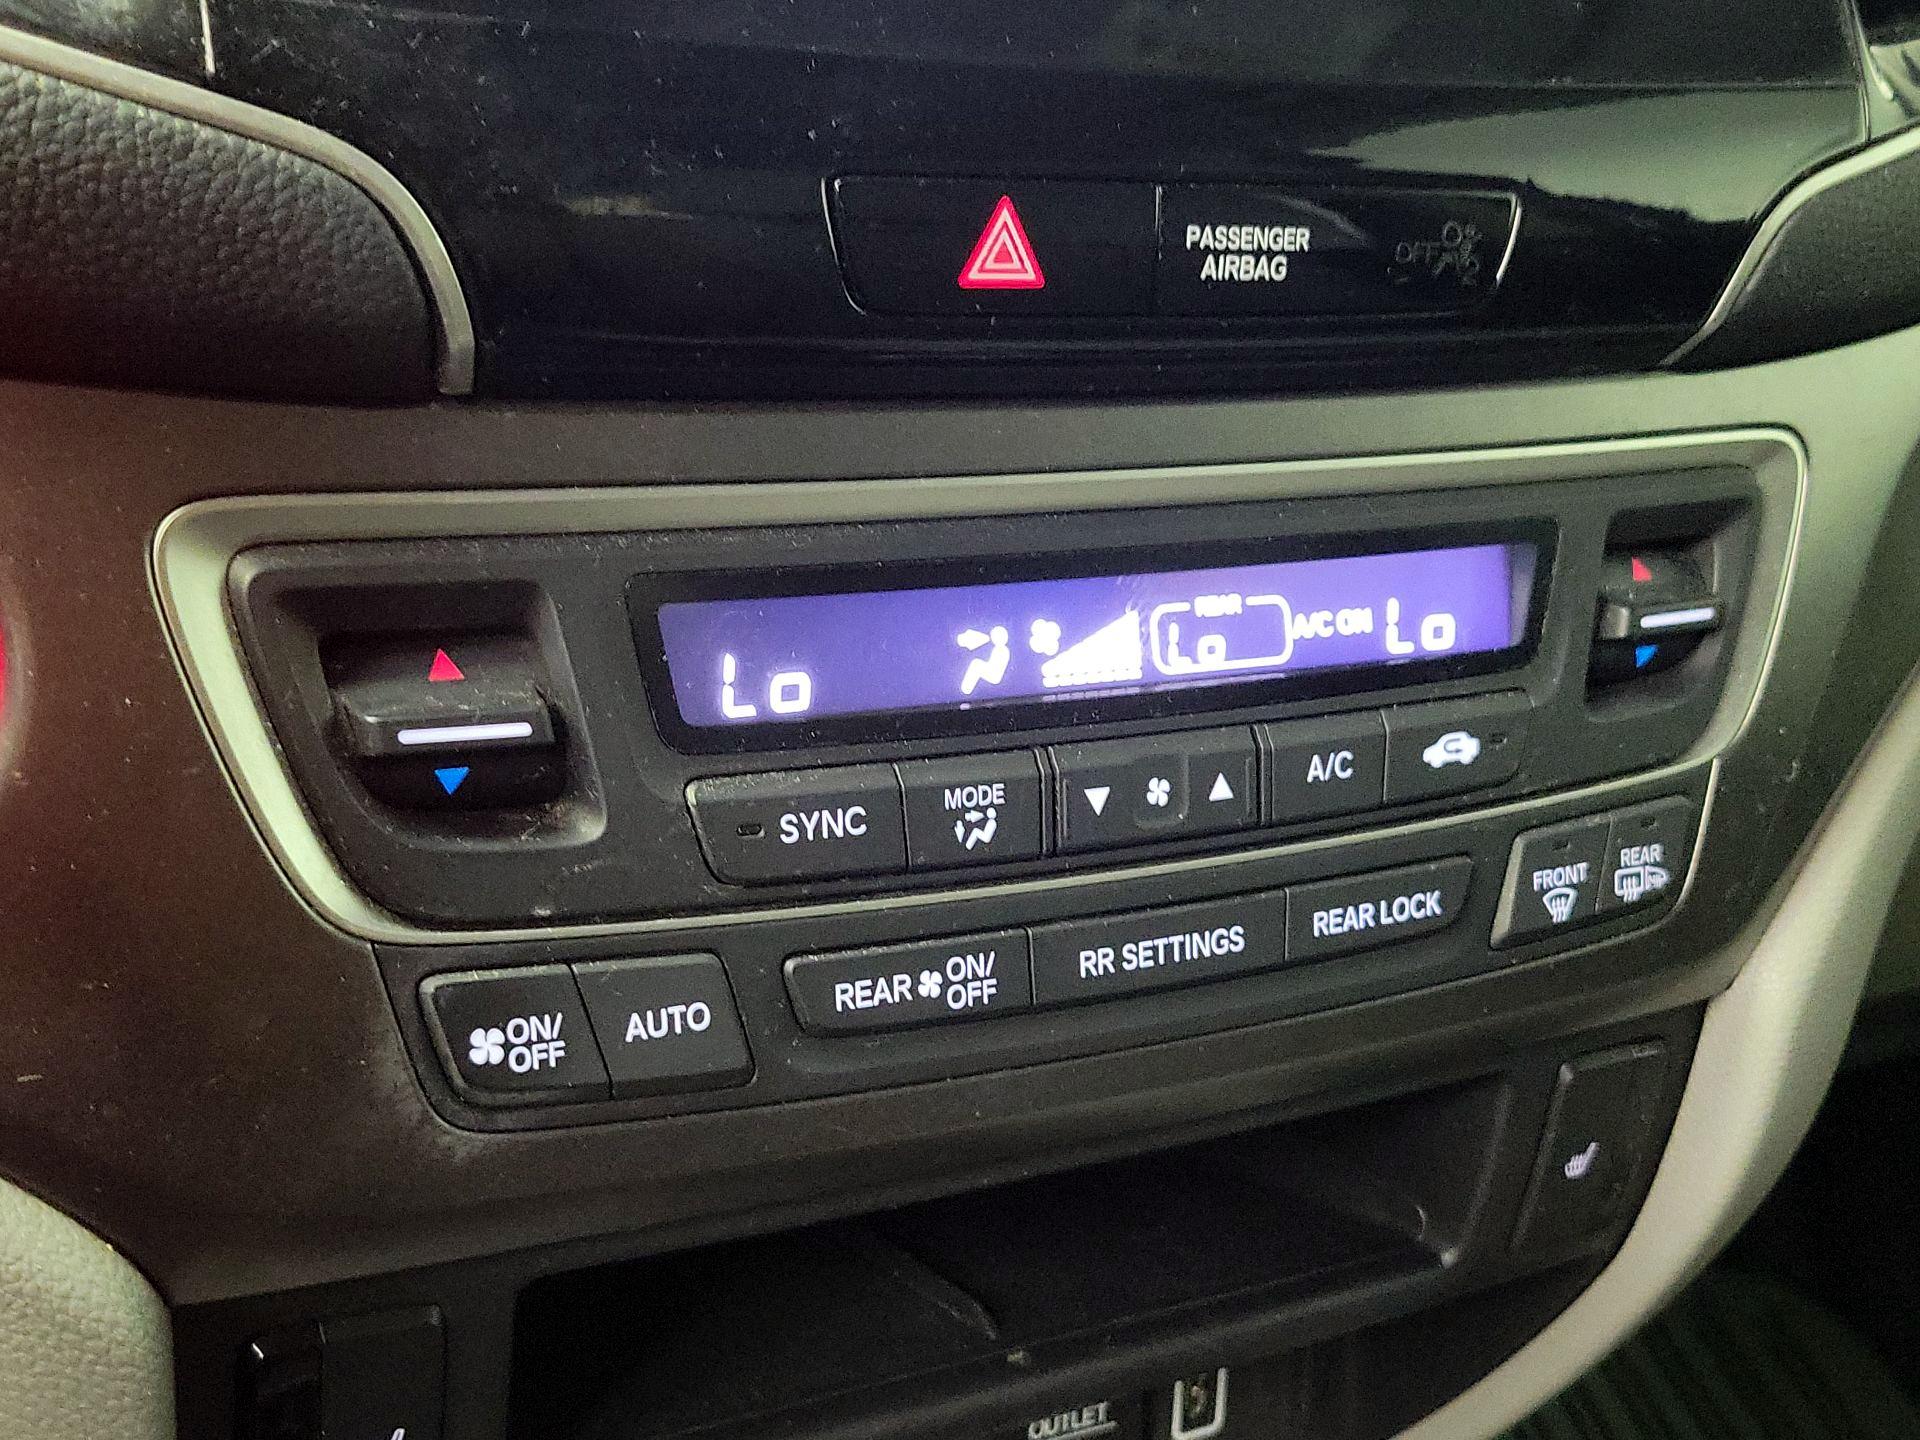 PASSENGER
AIRBAG
OFF
Lo
REAR
Lo
A/C ON
Lo
SYNC
MODE
A/C
FRONT
REAR
ON/
OFF
AUTO
REAR ON/
OFF
RR SETTINGS
REAR LOCK
OUTLET